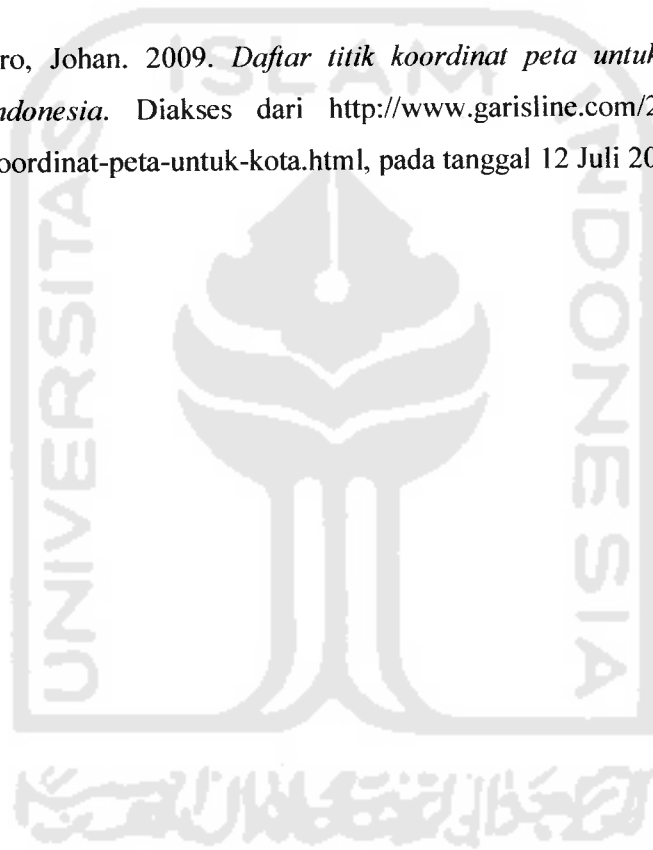 ro, Johan. 2009. Daftar titik koordinat peta untuk
ndonesia. Diakses dari http://www.garisline.com/2
oordinat-peta-untuk-kota.html, pada tanggal 12 Juli 20
ISLAM
UNIVERSITAS
INDONESIA